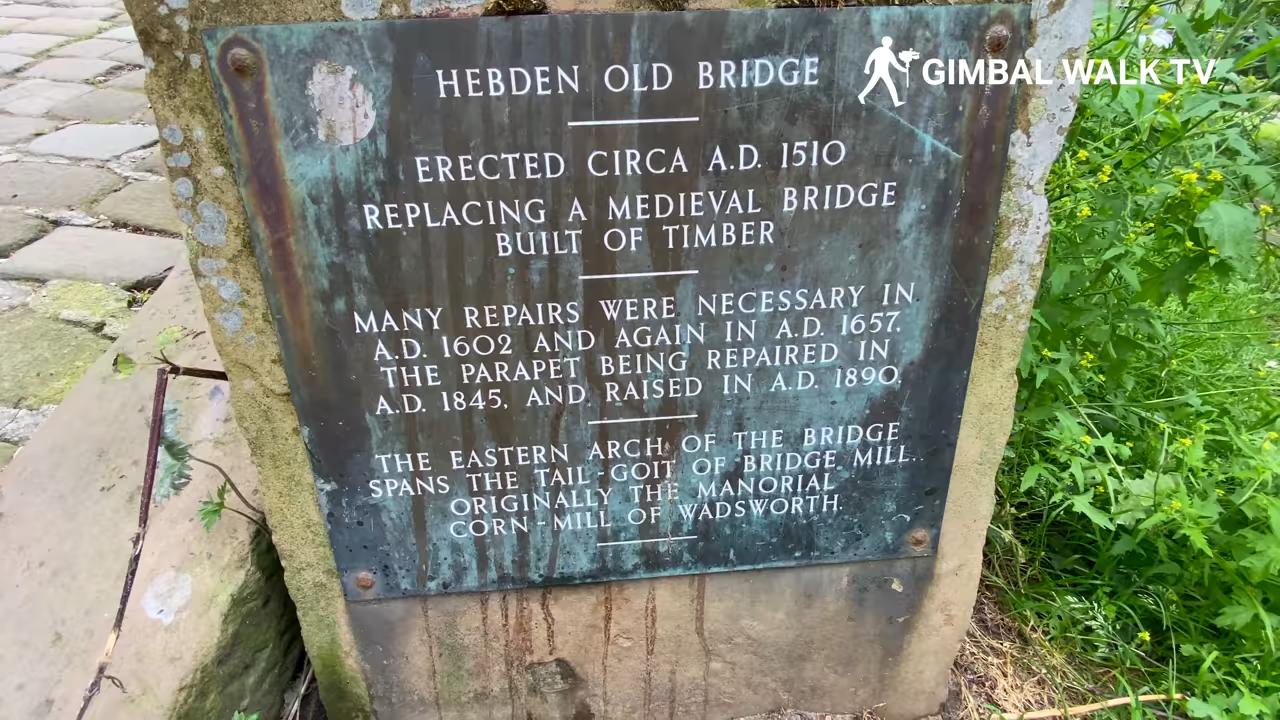 HEBDEN OLD BRIDGE
GIMBAL WALK TV
ERECTED CIRCA A.D. 1510
REPLACING A MEDIEVAL BRIDGE
BUILT OF TIMBER
MANY REPAIRS WERE NECESSARY IN
A.D. 1602 AND AGAIN IN A.D. 1657.
THE PARAPET BEING REPAIRED IN
A.D. 1845, AND RAISED IN A.D. 1890.
THE EASTERN ARCH OF THE BRIDGE
SPANS THE TAIL GOIT OF BRIDGE MILL..
ORIGINALLY THE MANORIAL
CORN-MILL OF WADSWORTH.